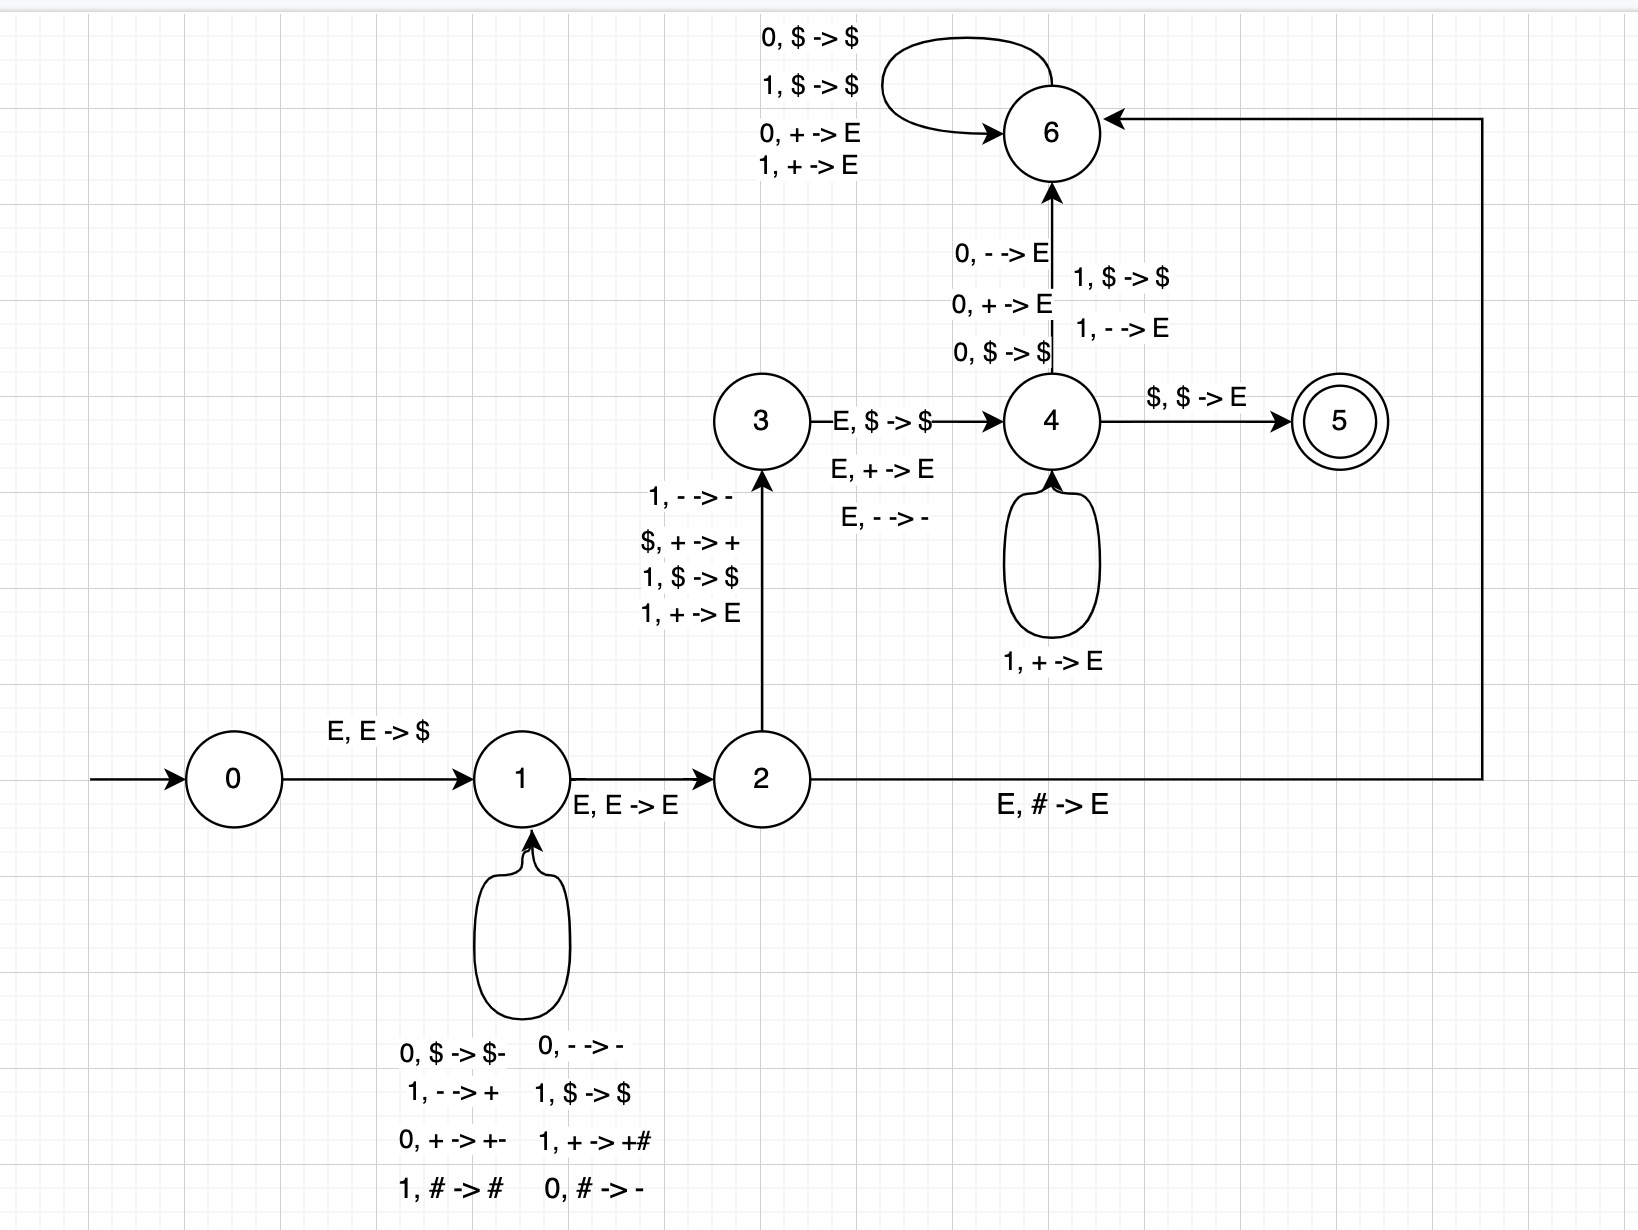 0, $ -> $
1, $ -> $
0, + -> E
1, + -> E
6
0, - -> E
1, $ -> $
0, + -> E
1, - -> E
0, $ -> $
$, $ -> E
3
E, $ -> $
4
5
E, + -> E
E, - -> -
1, - -> -
$, + -> +
1, $ -> $
1, + -> E
1, + -> E
E, E -> $
0
1
2
E, E -> E
E, # -> E
0, $ -> $-
0, - -> -
1, - -> +
1, $ -> $
0, + -> +-
1, + -> +#
1, # -> #
0, # -> -